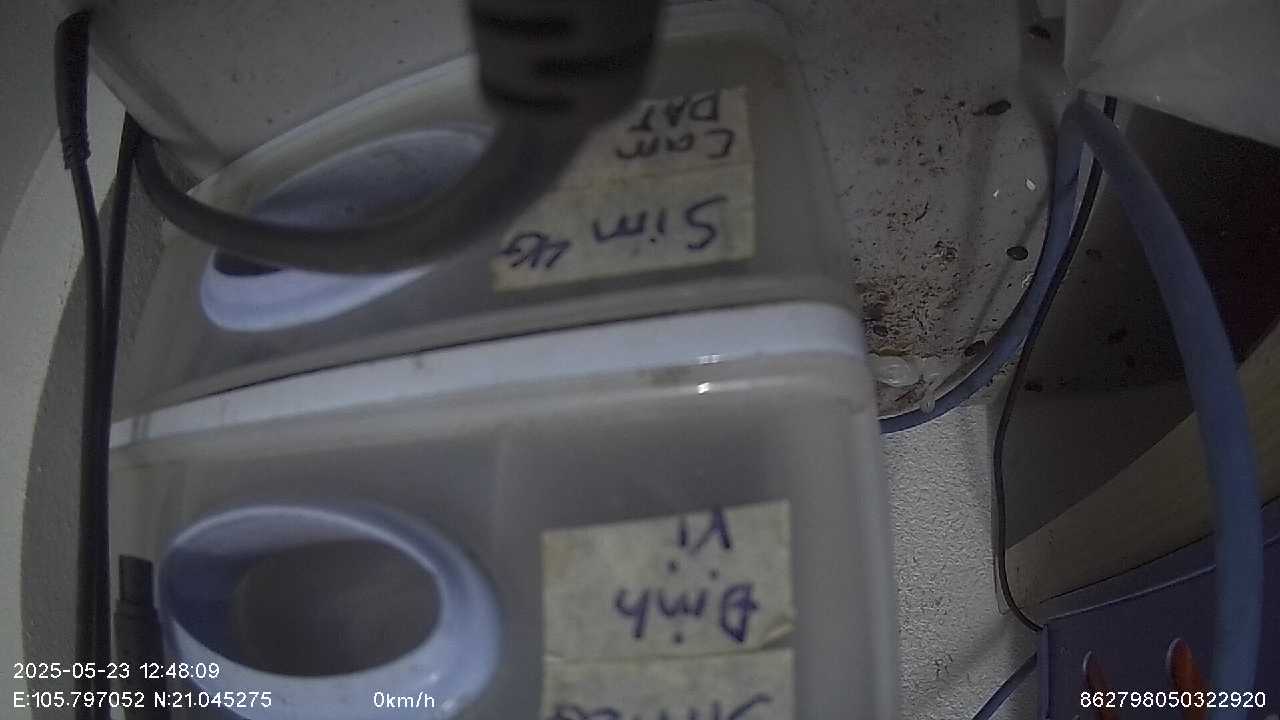 Sim 4G
Cam
DAT
Định
Vị
2025-05-23 12:48:09
E:105.797052 N:21.045275 0km/h 862798050322920